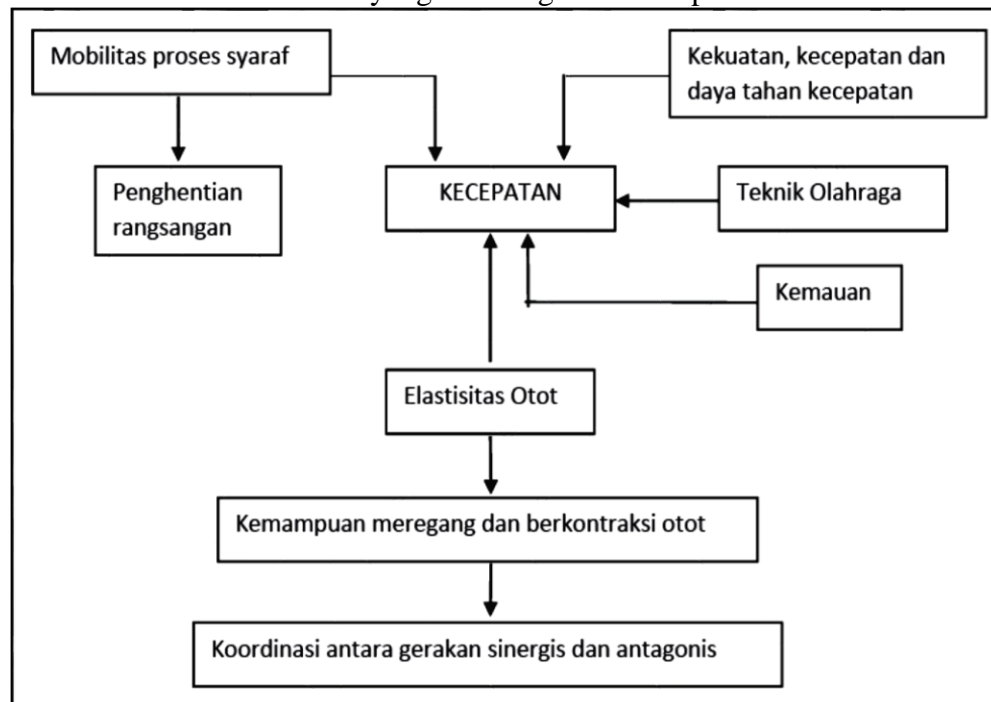 Mobilitas proses syaraf
Kekuatan, kecepatan dan
daya tahan kecepatan
Penghentian
rangsangan
KECEPATAN
Teknik Olahraga
Kemauan
Elastisitas Otot
Kemampuan meregang dan berkontraksi otot
Koordinasi antara gerakan sinergis dan antagonis